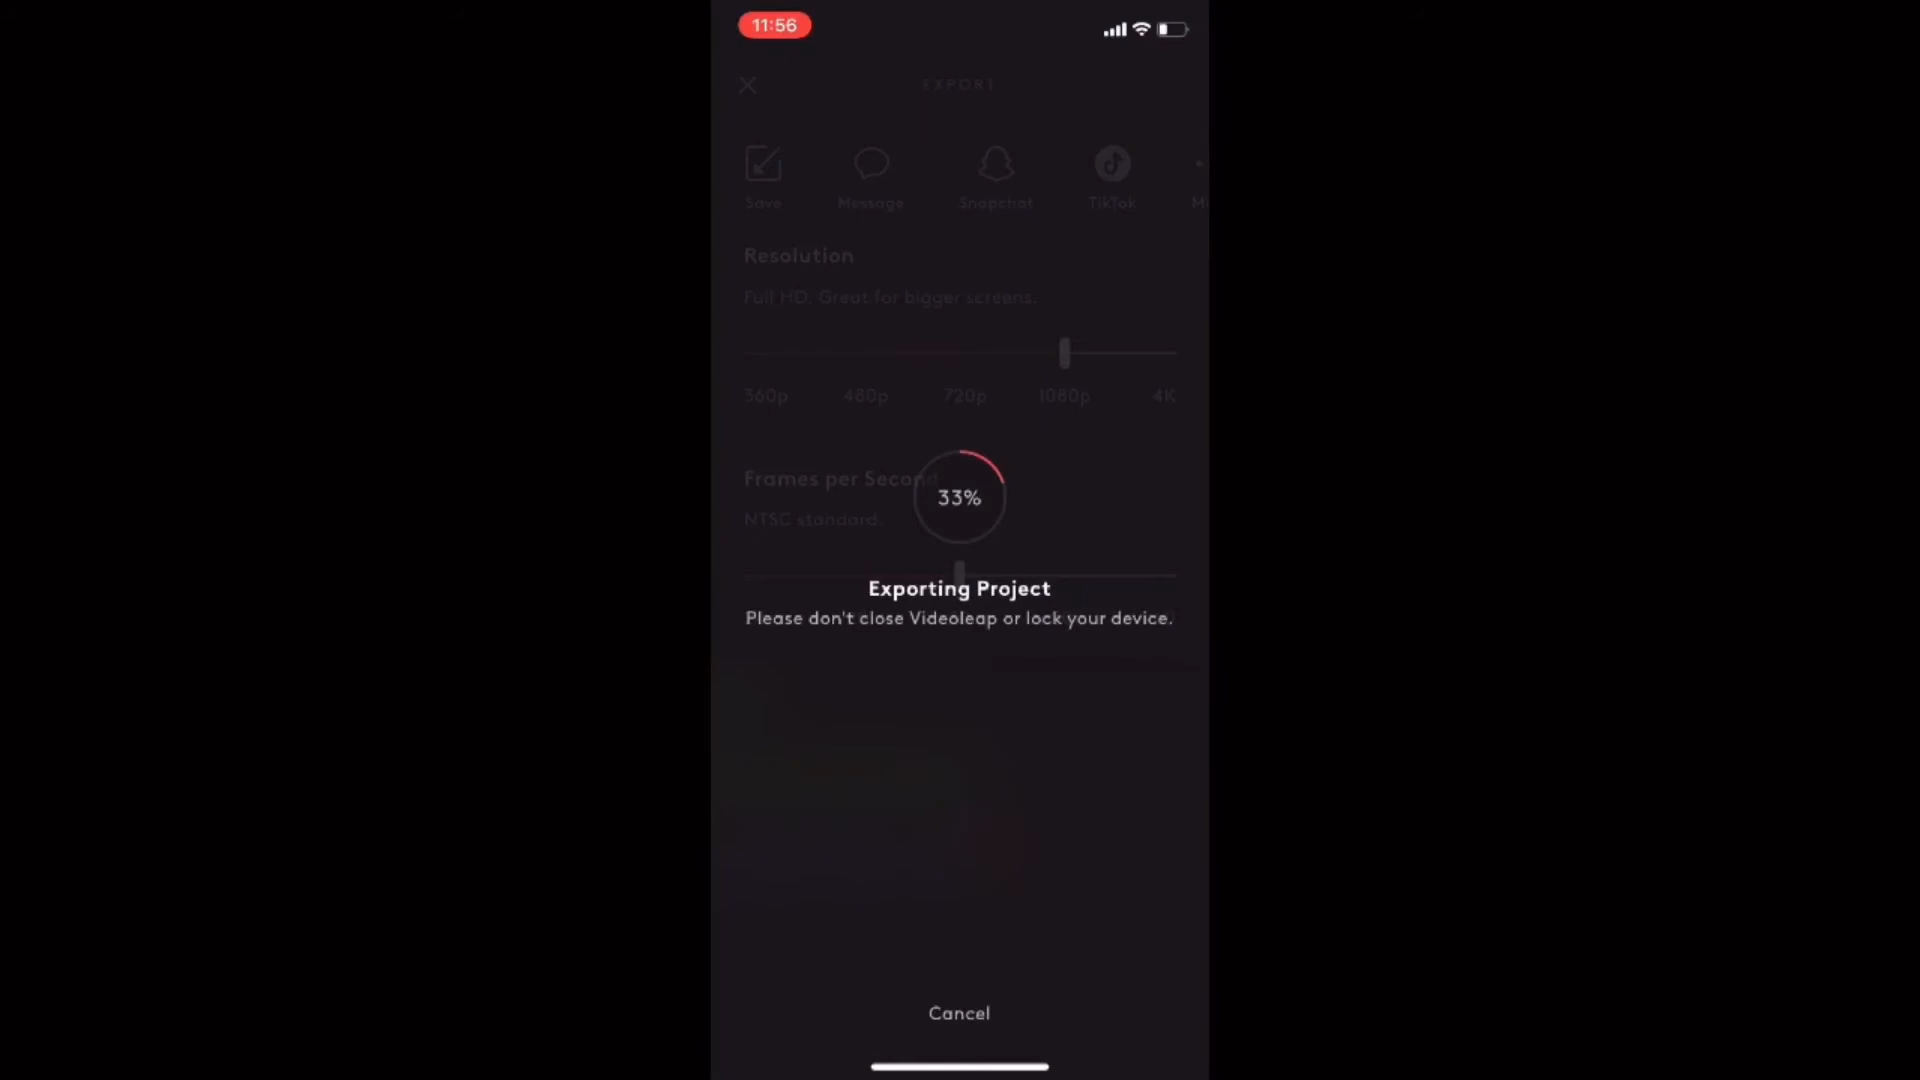 11:56
EXPORT
Save
Message
Snapchat
TikTok
Resolution
Full HD. Great for bigger screens.
360p
480p
720p
1080p
4K
Frames per Second
NTSC standard.
33%
Exporting Project
Please don't close Videoleap or lock your device.
Cancel